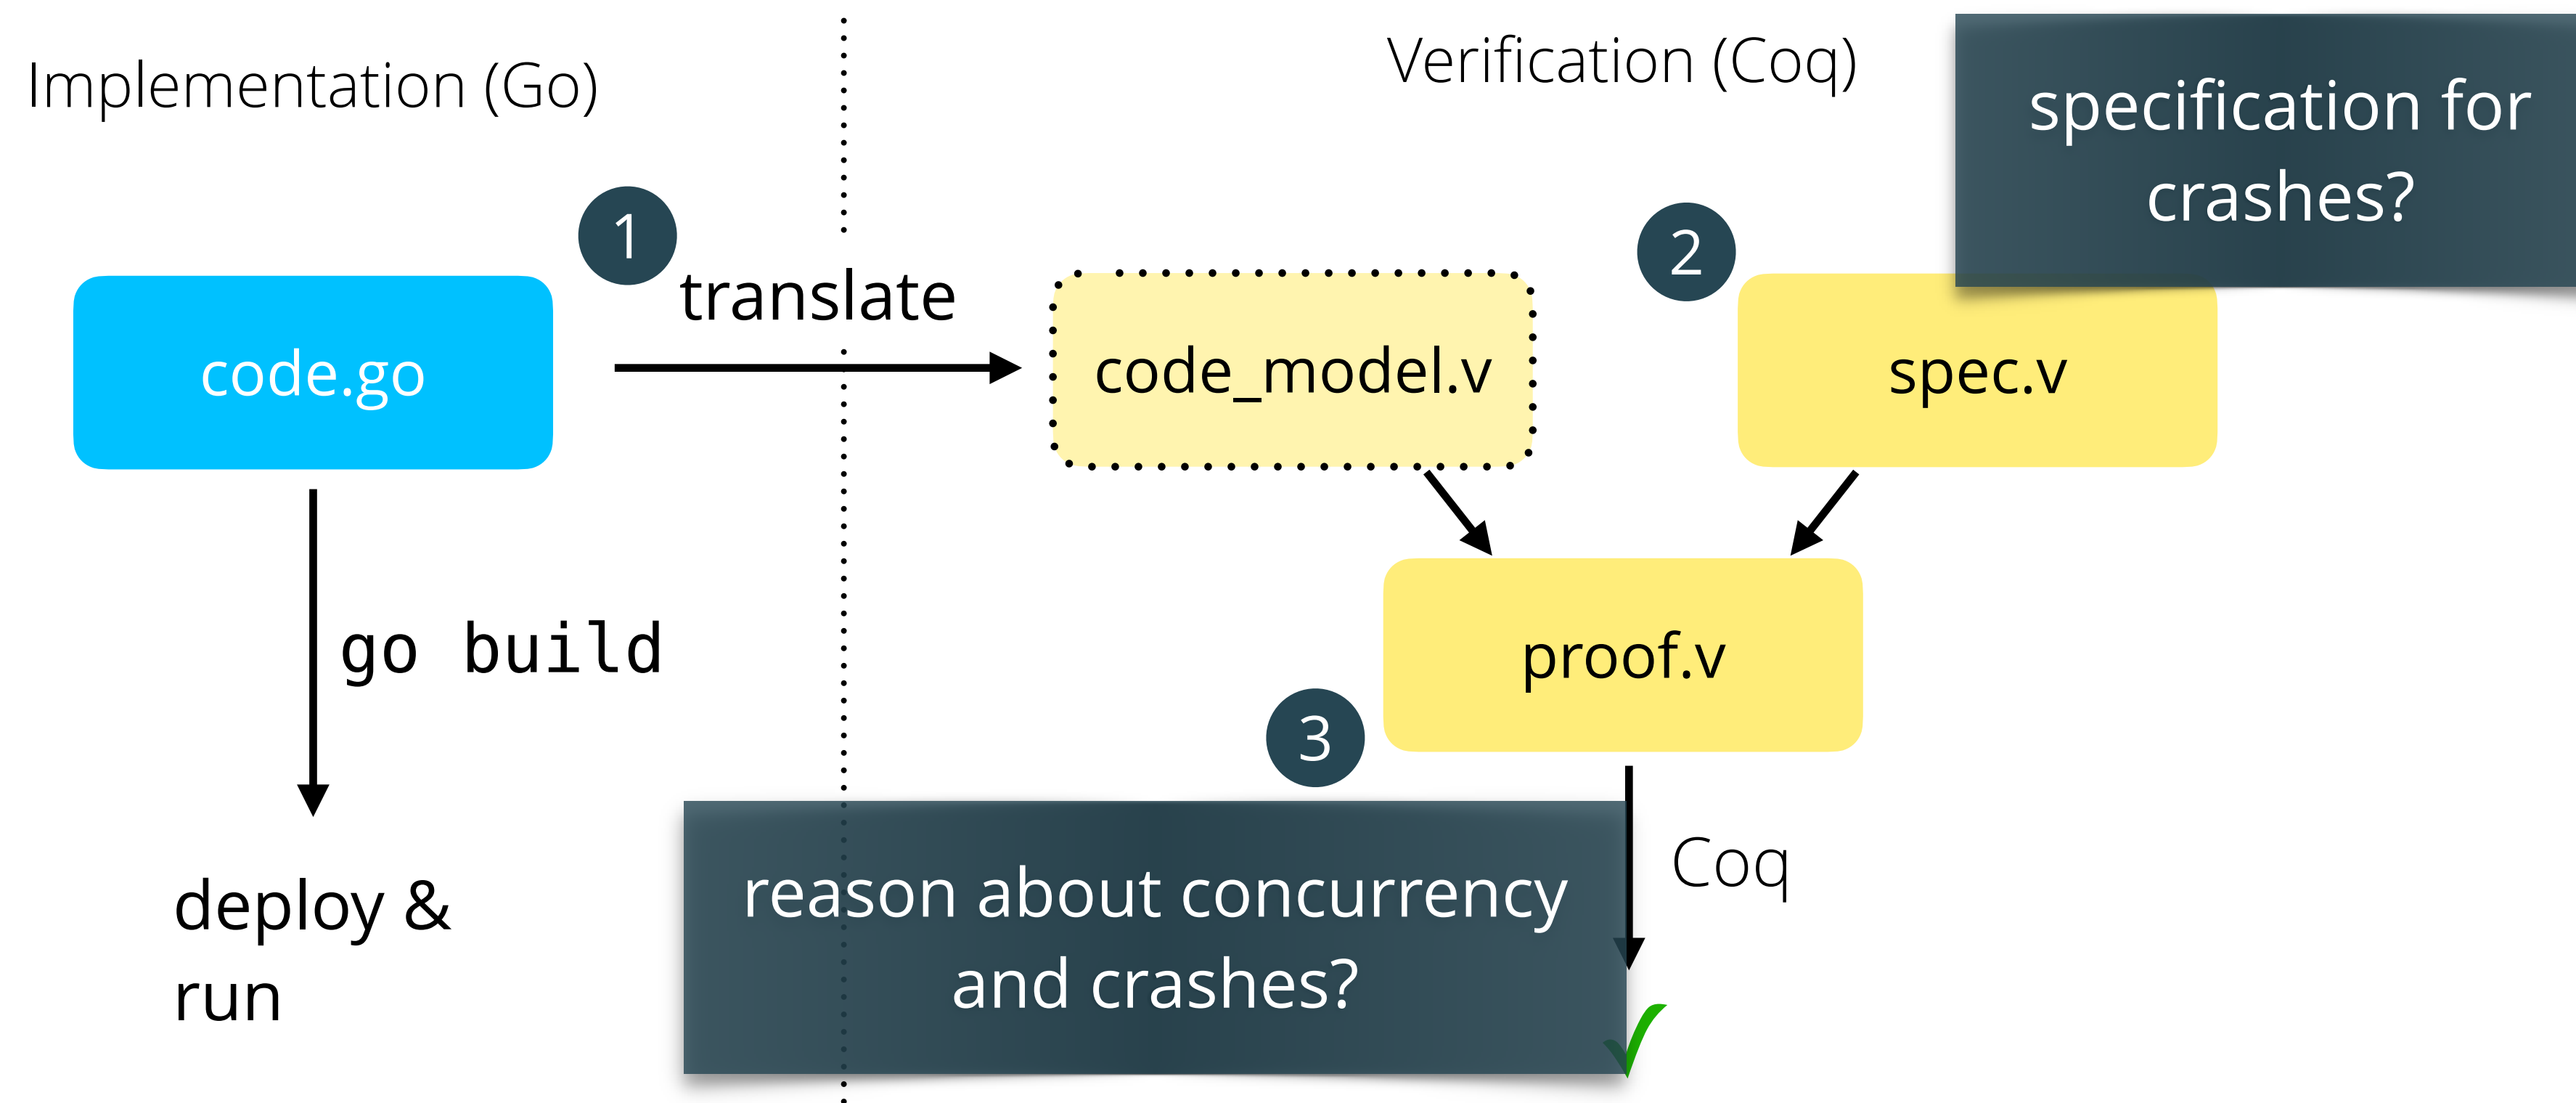 Implementation (Go)
Verification (Coq)
specification for
crashes?
1
translate
2
code.go
code_model.v
spec.v
go build
proof.v
3
deploy &
run
reason about concurrency
and crashes?
Coq